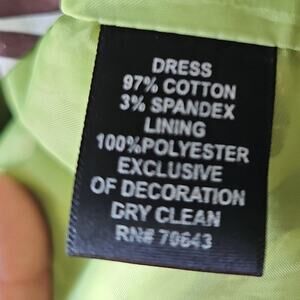 DRESS
97% COTTON
3% SPANDEX
LINING
100%POLYESTER
EXCLUSIVE
OF DECORATION
DRY CLEAN
RN# 70643